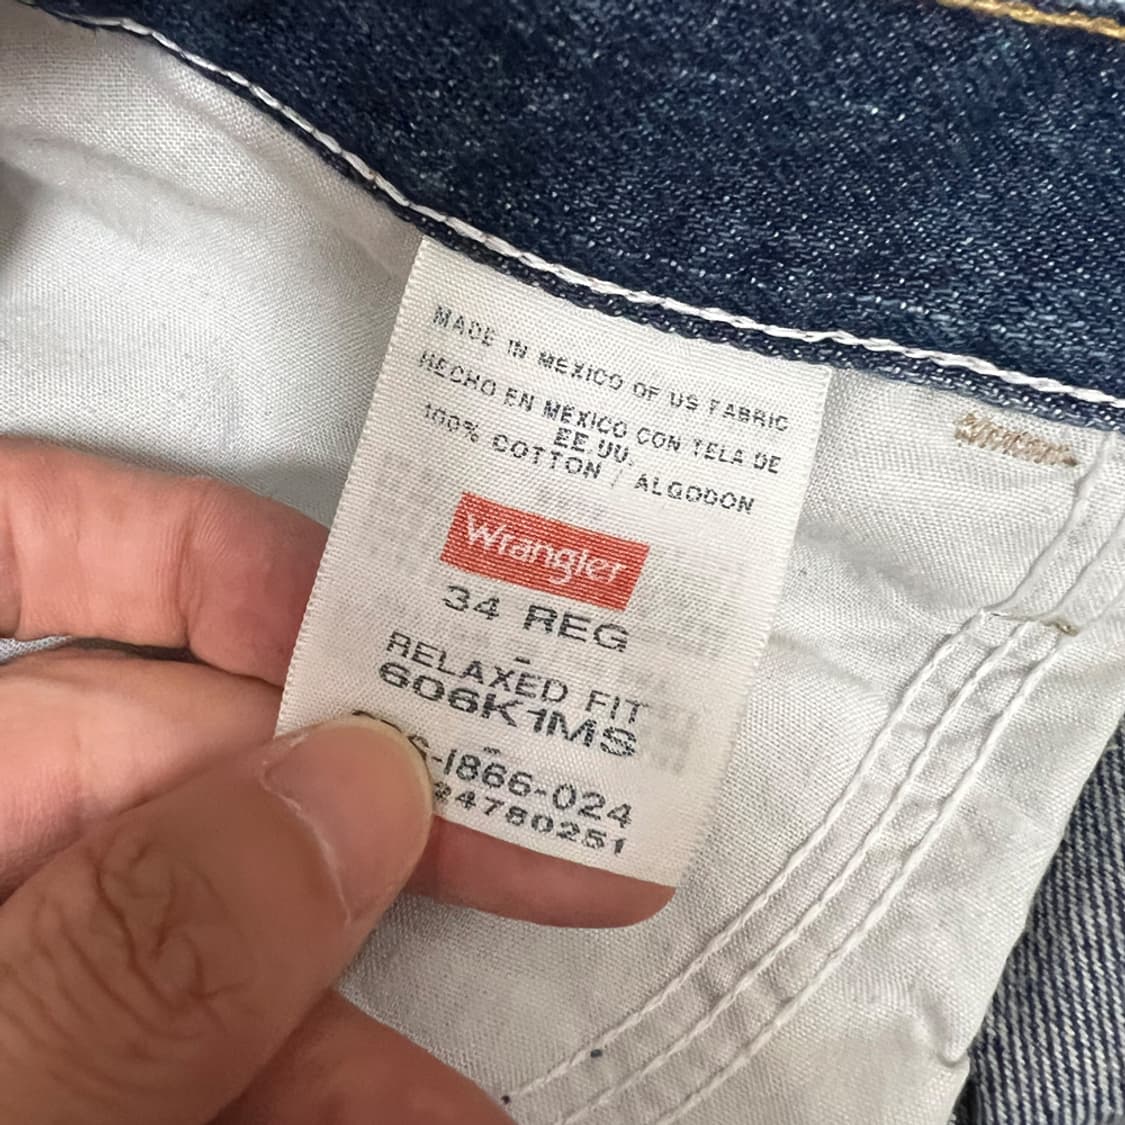 MADE IN MEXICO OF US FABRIC
HECHO EN MEXICO CON TELA DE
EE.UU.
100% COTTON / ALGODON
Wrangler
34 REG
-
RELAXED FIT
606K1MS
-
-1866-024
24780251